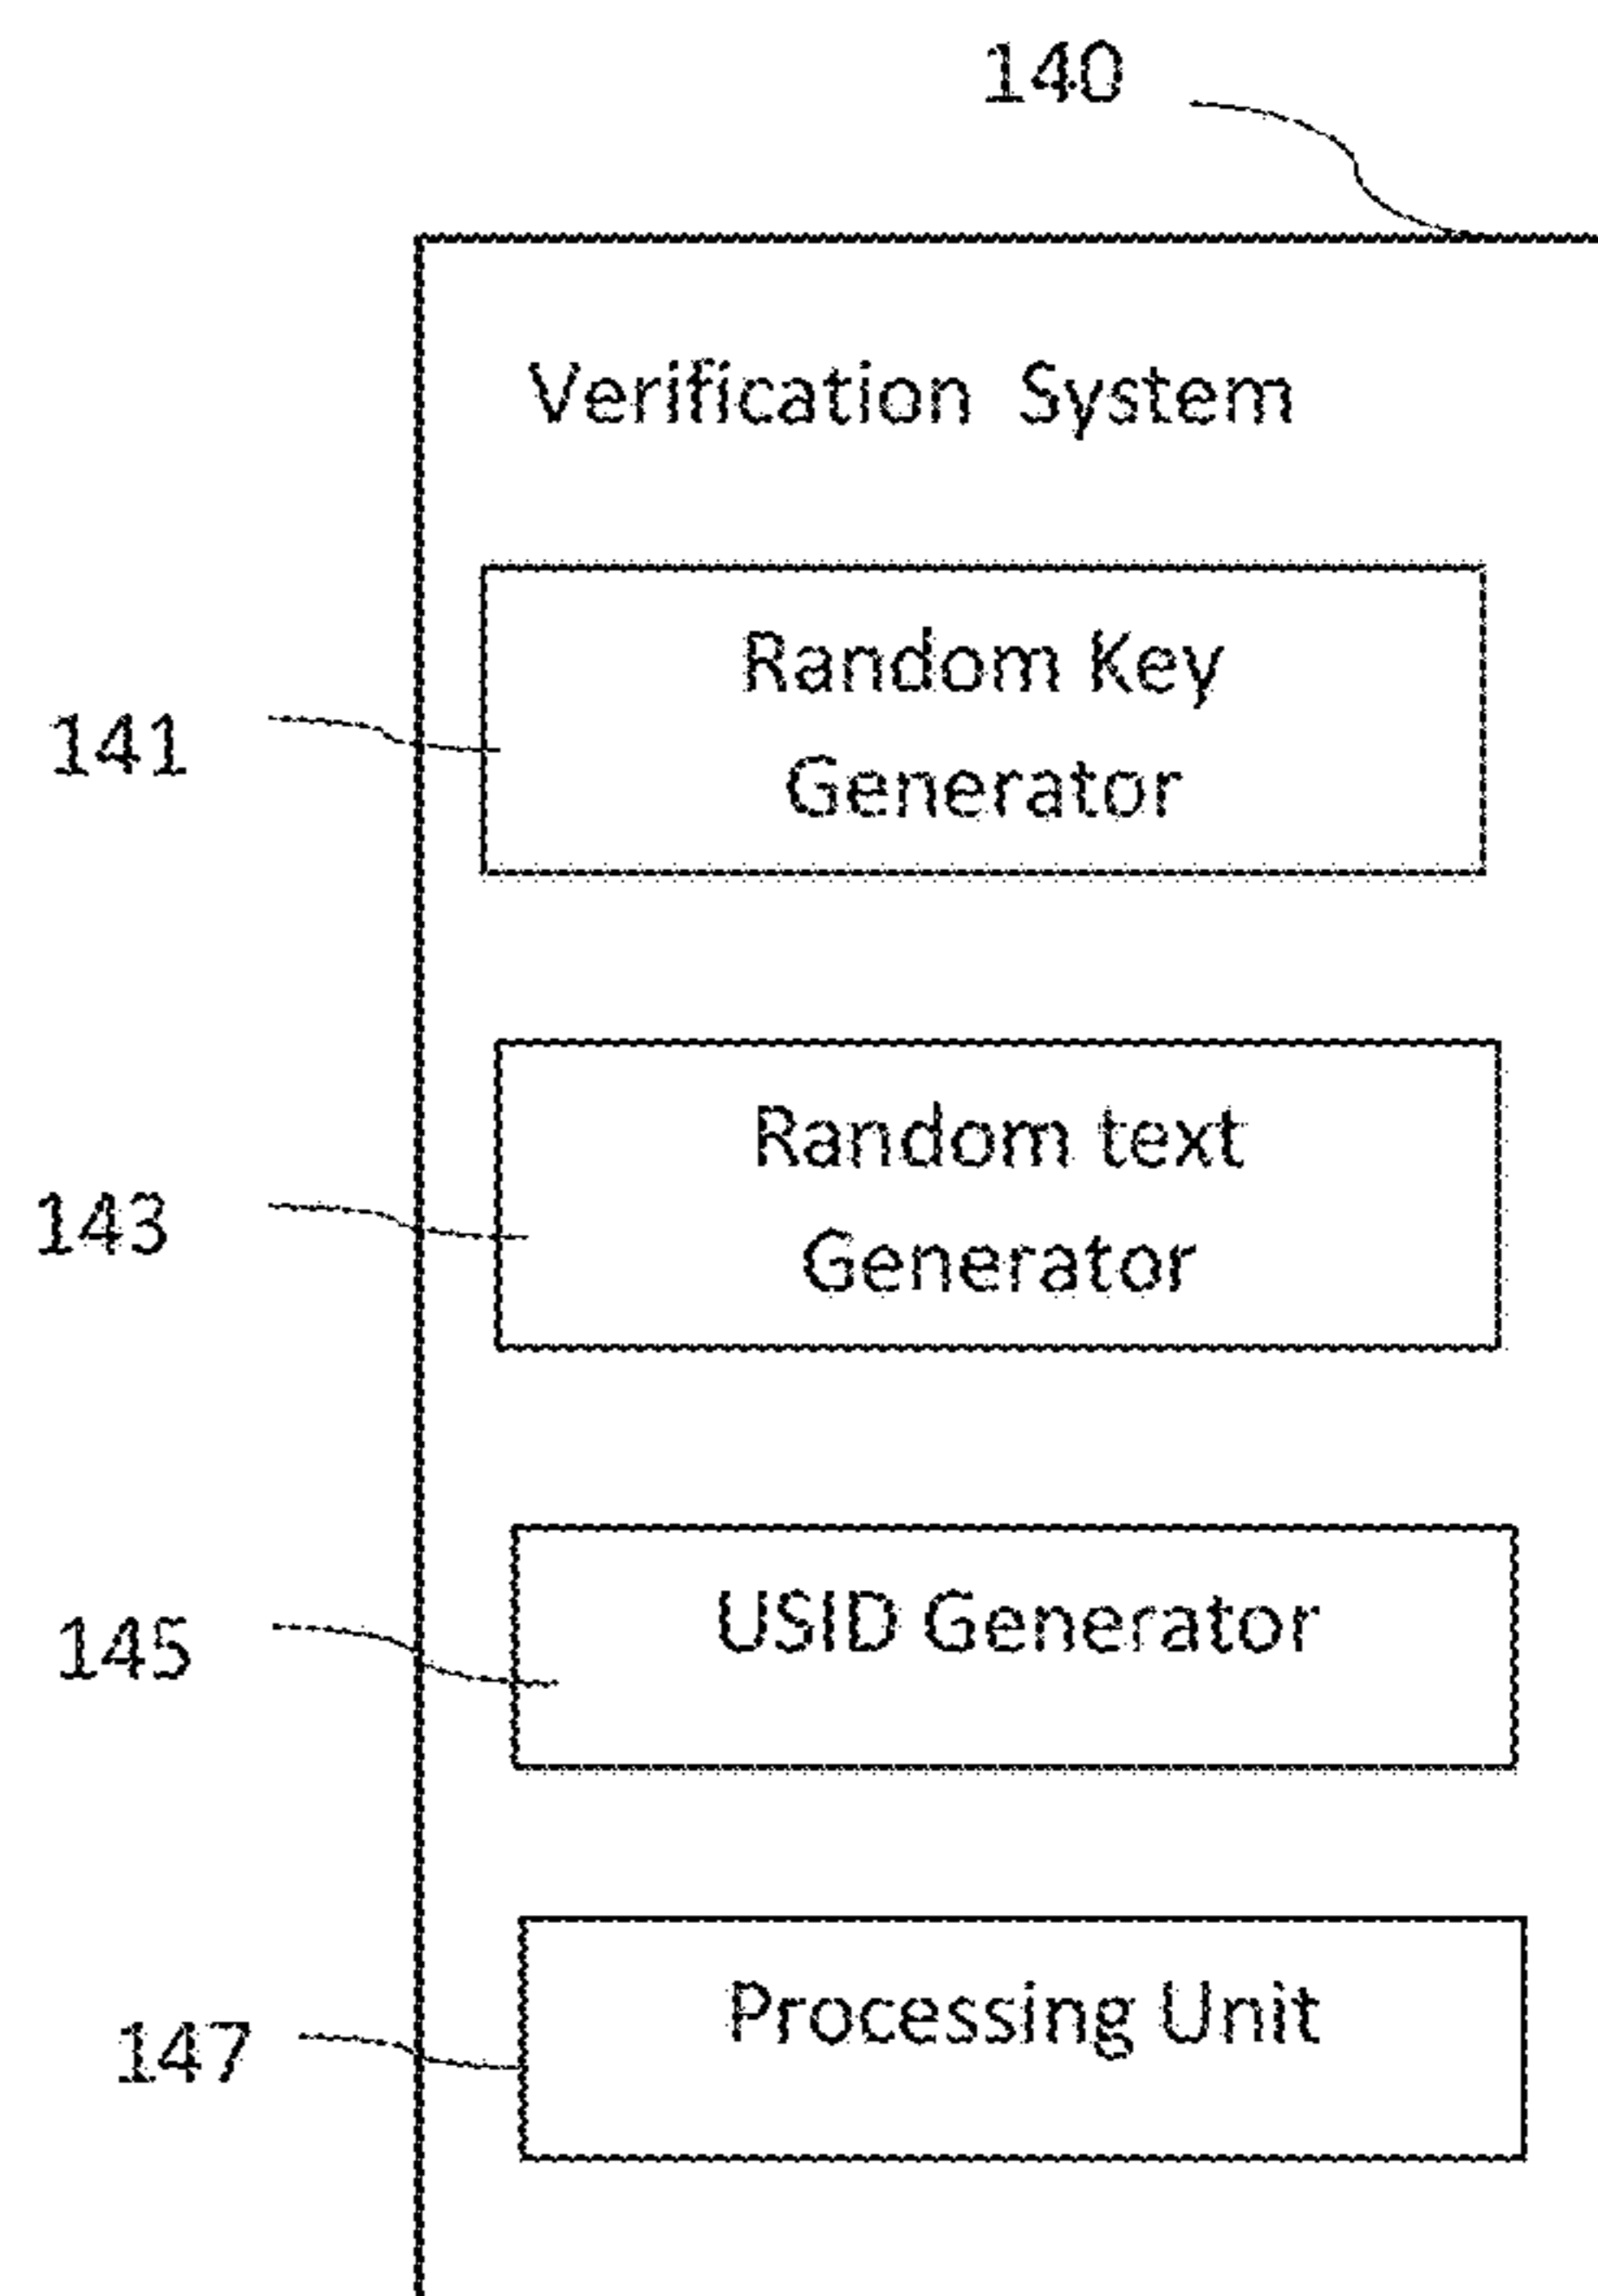 140
Verification System
Random Key
141
Generator
Random text
143
Generator
USID Generator
145
Processing Unit
147